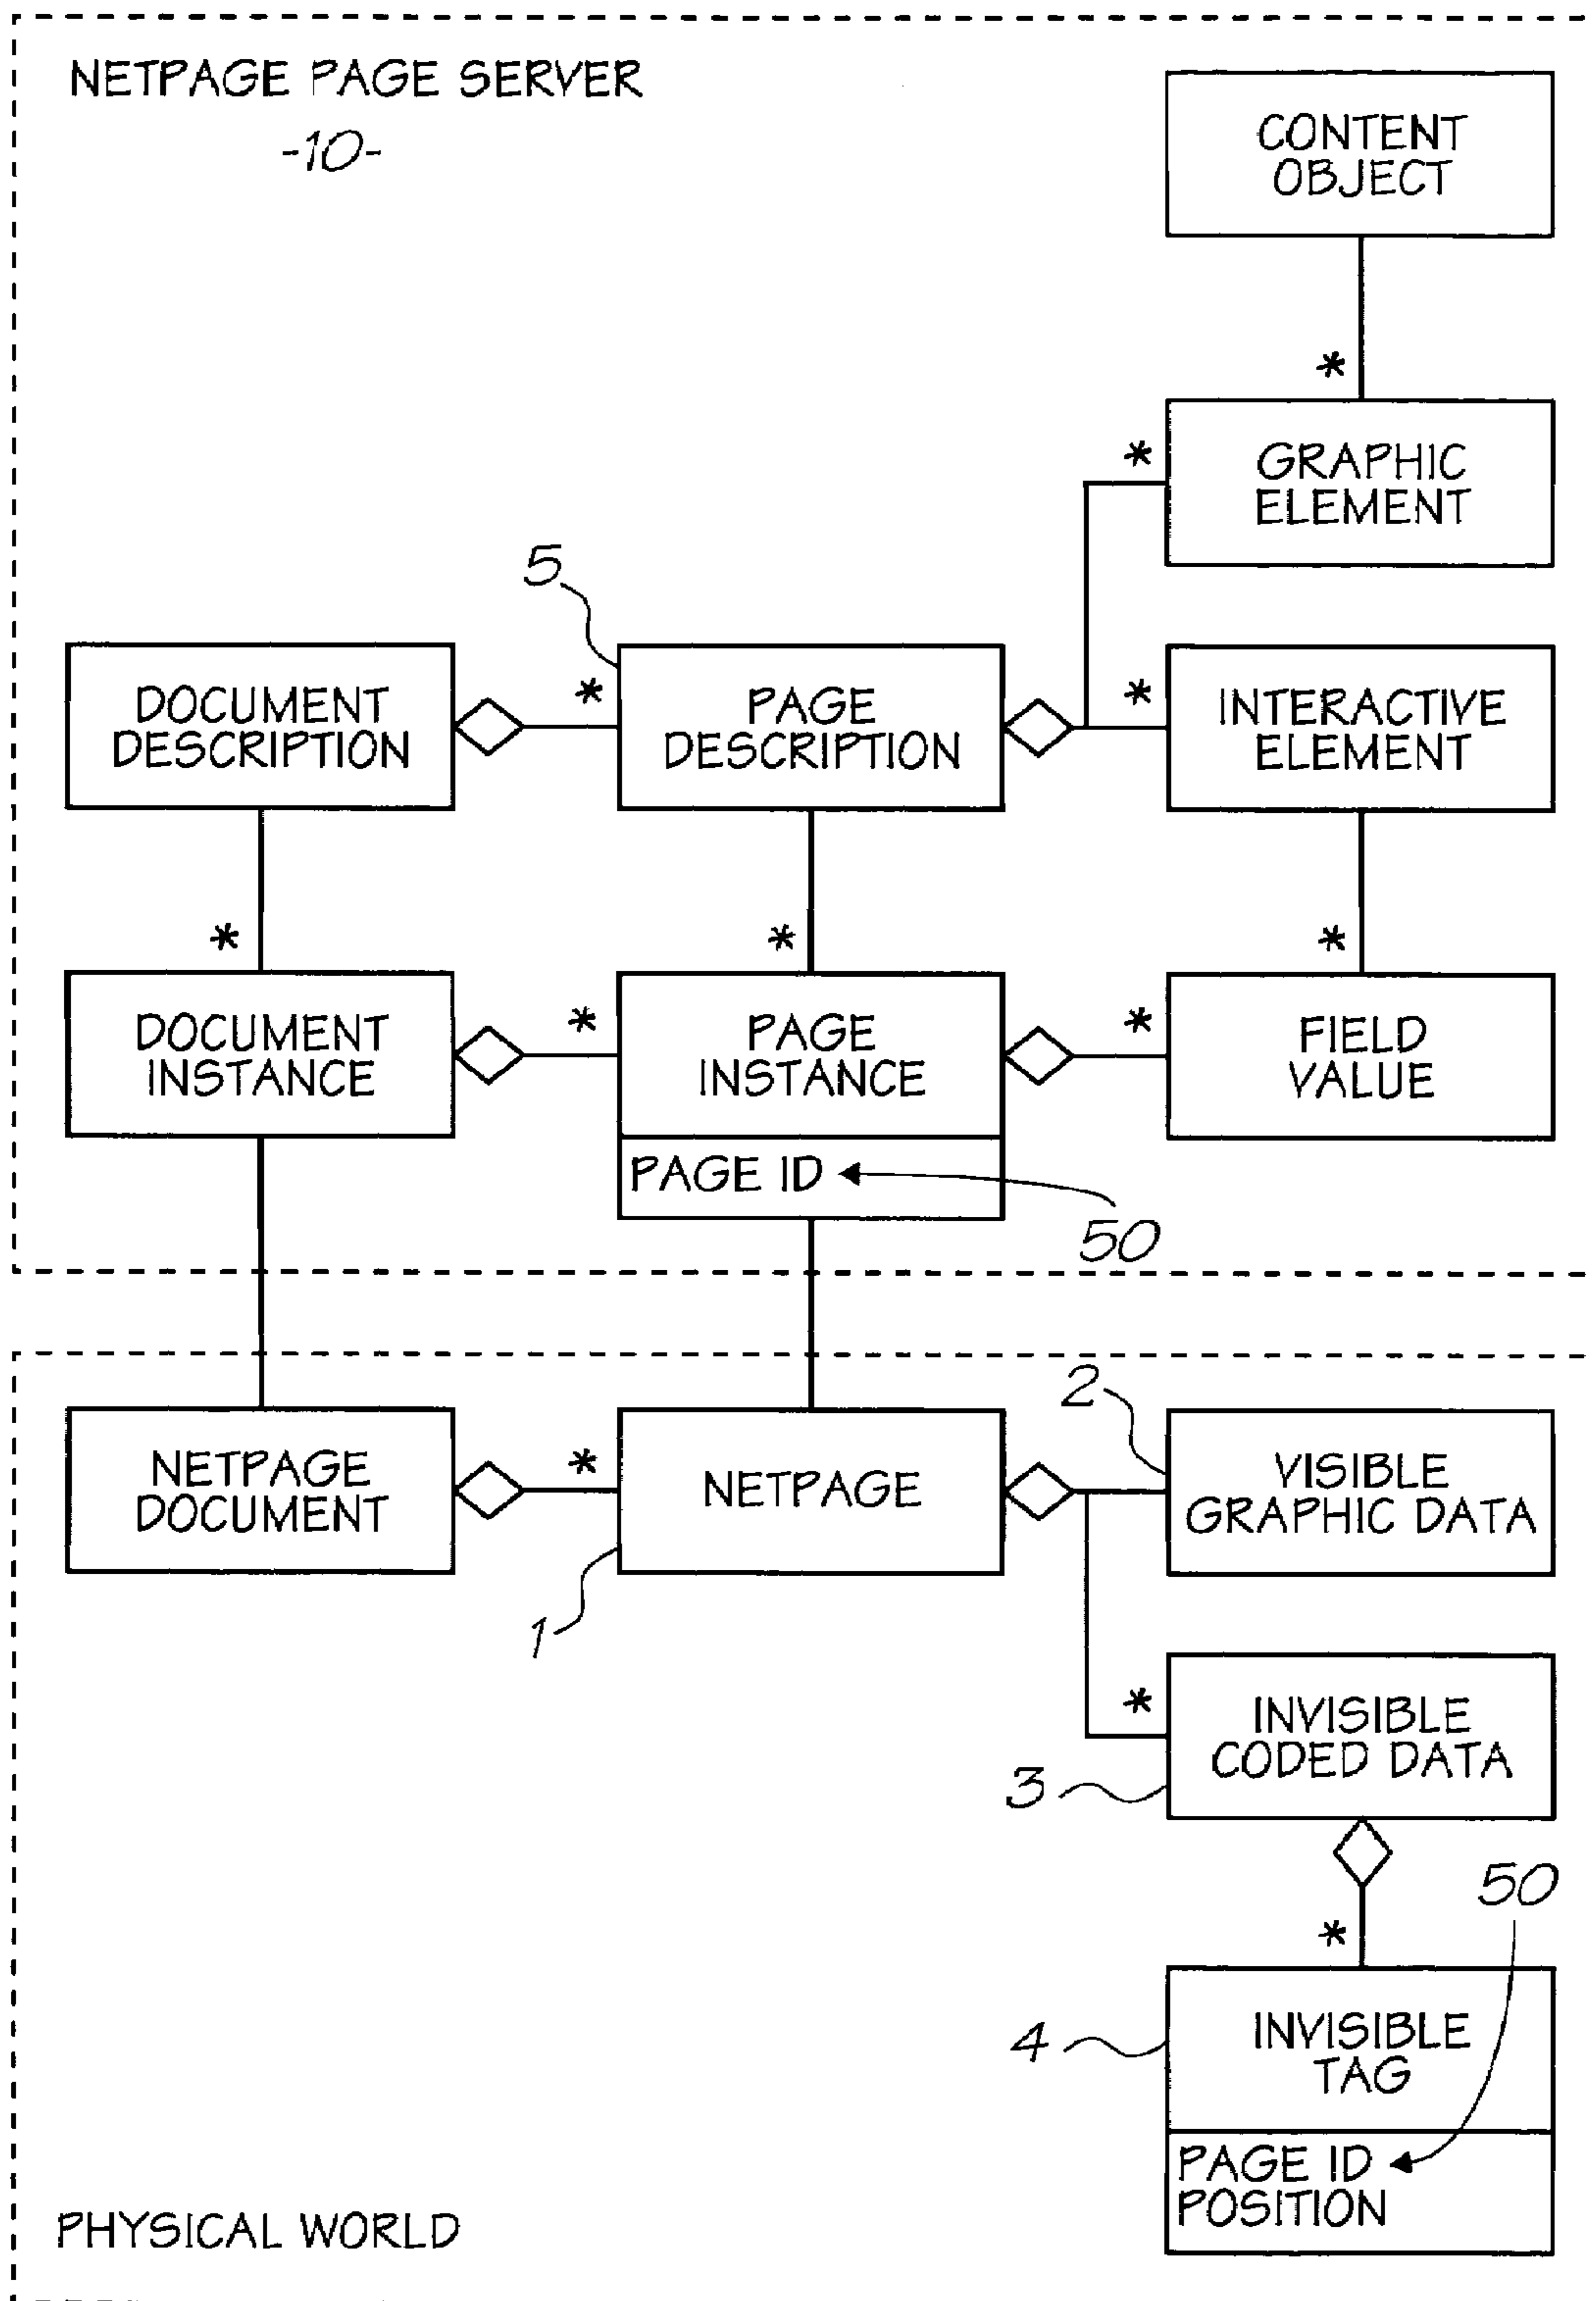 NETPAGE PAGE SERVER
-10-
CONTENT
OBJECT
*
*
GRAPHIC
ELEMENT
5
DOCUMENT
DESCRIPTION
*
PAGE
DESCRIPTION
*
INTERACTIVE
ELEMENT
*
*
*
DOCUMENT
INSTANCE
*
PAGE
INSTANCE
*
FIELD
VALUE
PAGE ID
50
NETPAGE
DOCUMENT
*
NETPAGE
2
VISIBLE
GRAPHIC DATA
1
*
INVISIBLE
CODED DATA
3
50
*
4
INVISIBLE
TAG
PAGE ID
POSITION
PHYSICAL WORLD